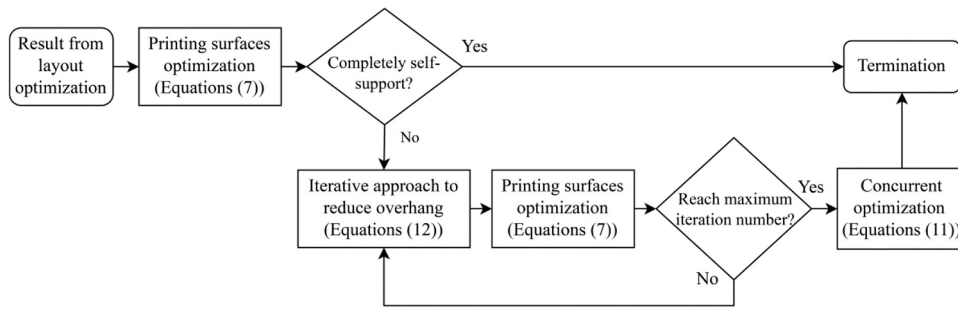 Result from
layout
optimization
Printing surfaces
optimization
(Equations (7))
Completely self-
support?
Yes
Termination
No
Iterative approach to
reduce overhang
(Equations (12))
Printing surfaces
optimization
(Equations (7))
Reach maximum
iteration number?
Yes
Concurrent
optimization
(Equations (11))
No